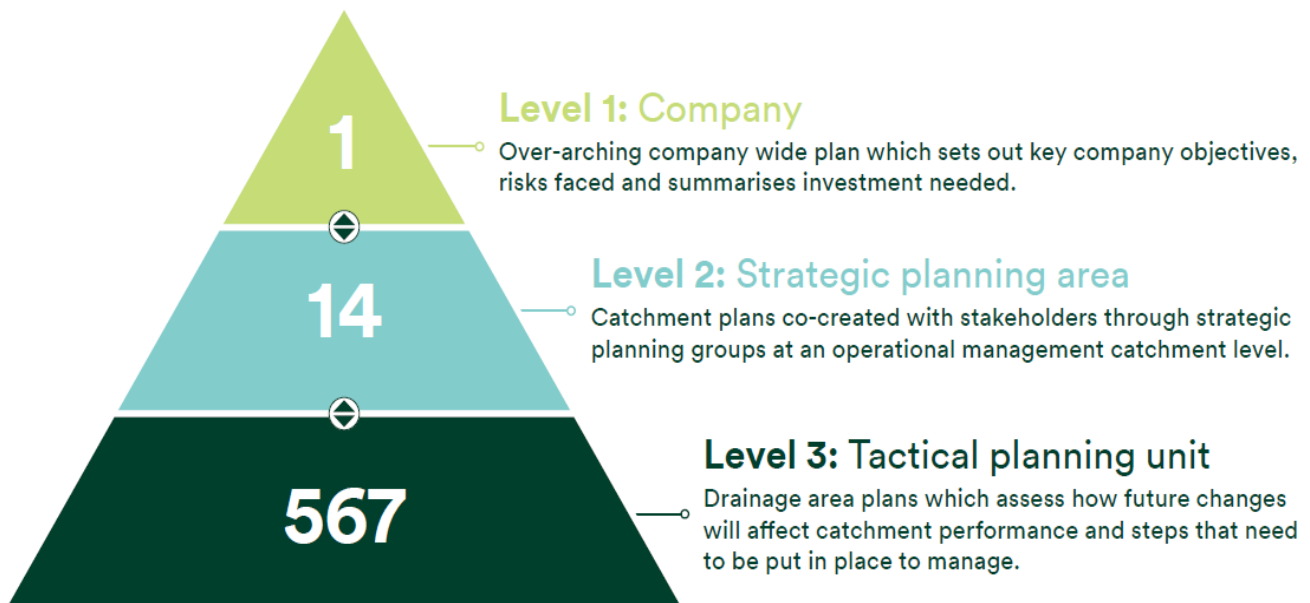 1
Level 1: Company
Over-arching company wide plan which sets out key company objectives,
risks faced and summarises investment needed.
14
Level 2: Strategic planning area
Catchment plans co-created with stakeholders through strategic
planning groups at an operational management catchment level.
567
Level 3: Tactical planning unit
Drainage area plans which assess how future changes
will affect catchment performance and steps that need
to be put in place to manage.